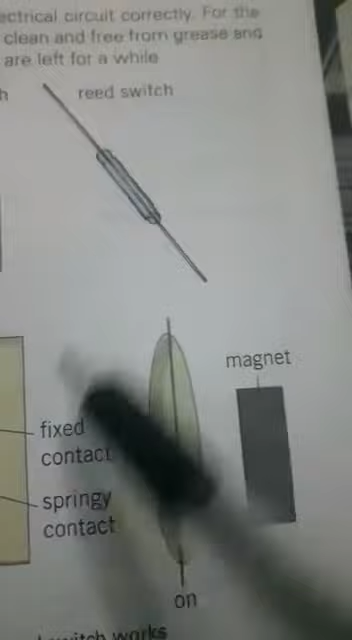 ectrical circuit correctly. For the
clean and free from grease and
are left for a while
h reed switch
magnet
fixed
contact
springy
contact
on
switch works